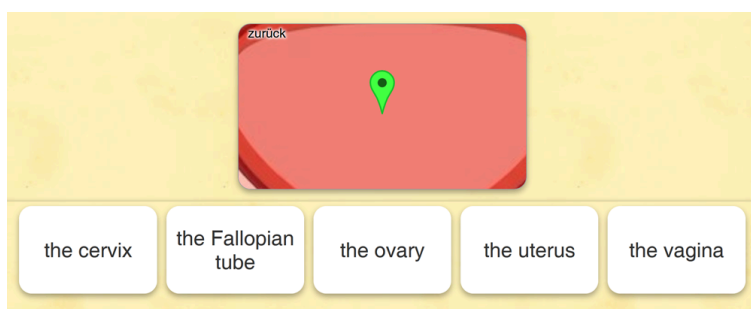 zurück
the cervix
the Fallopian
tube
the ovary
the uterus
the vagina